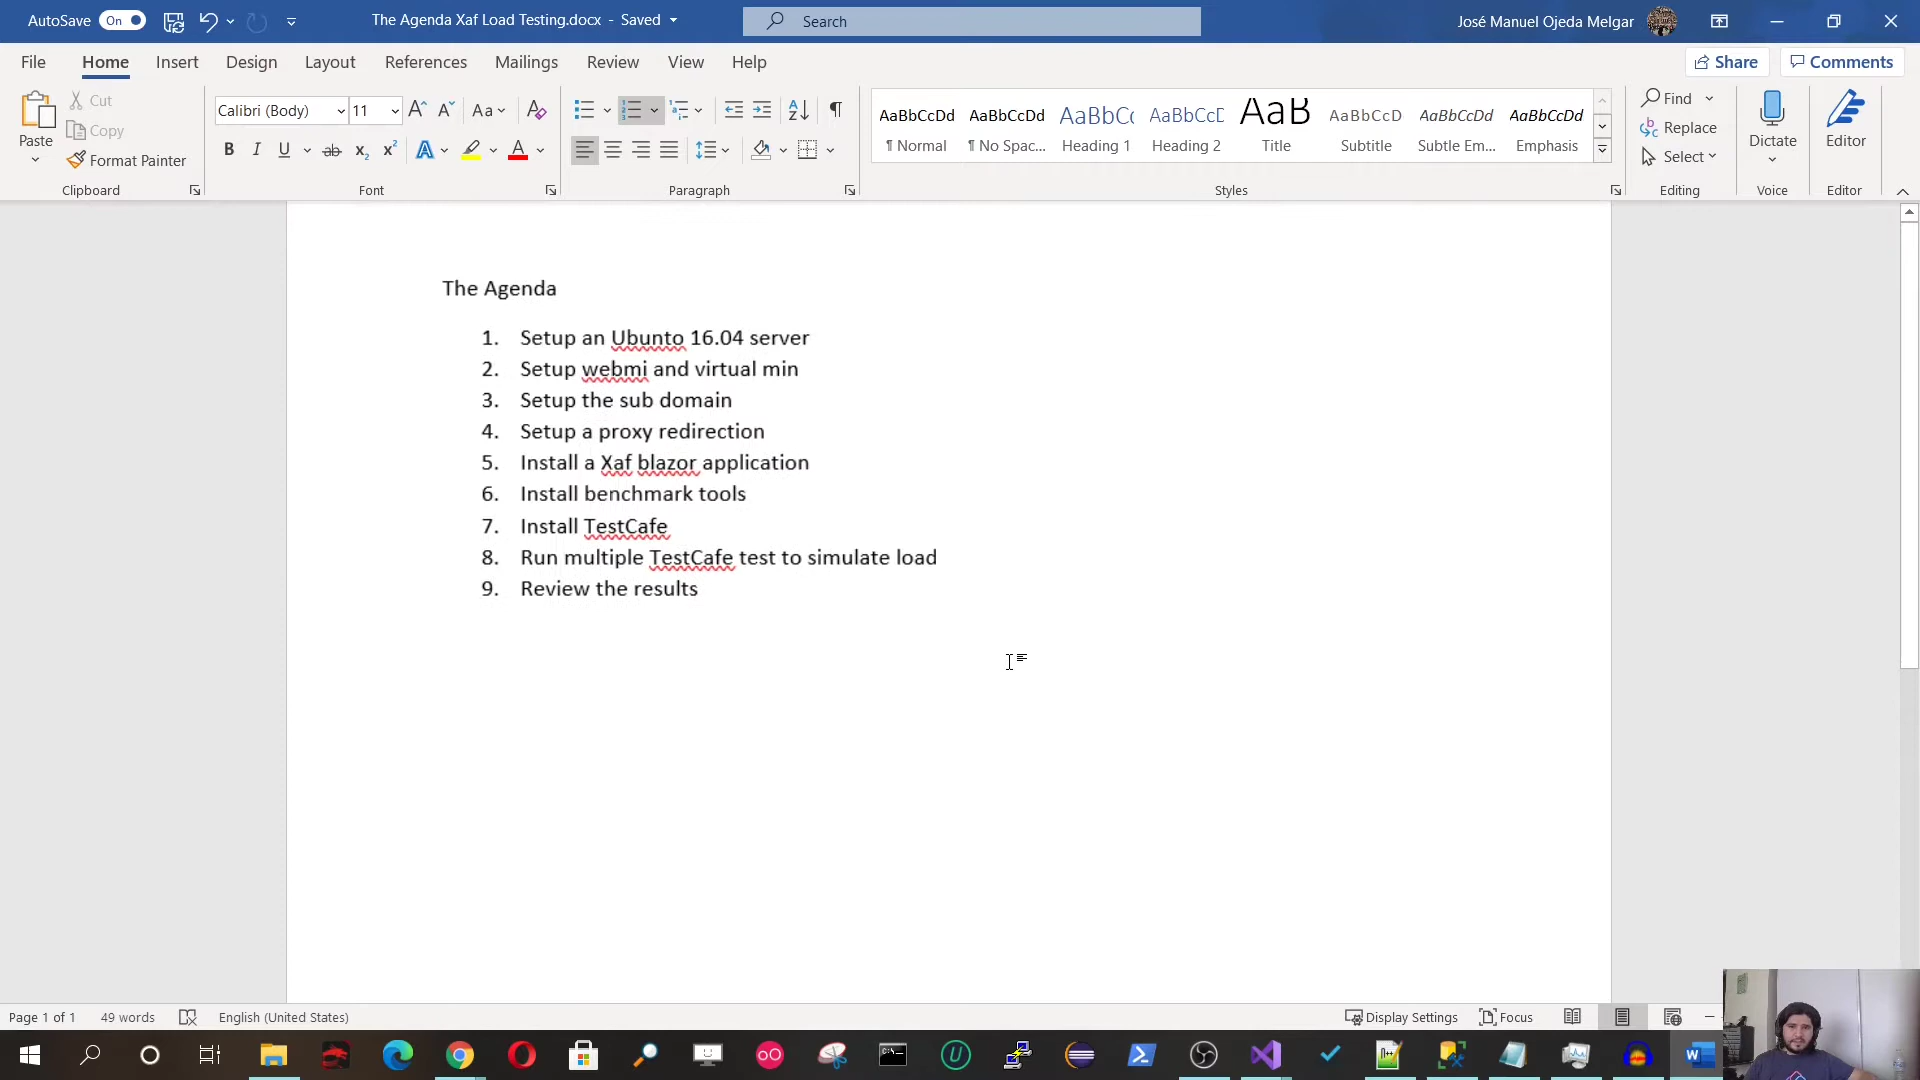 AutoSave On The Agenda Xaf Load Testing.docx - Saved Search José Manuel Ojeda Melgar
File Home Insert Design Layout References Mailings Review View Help Share Comments
Paste Cut Copy Format Painter
Clipboard
Calibri (Body) 11
Font
Paragraph
AaBbCcDd AaBbCcDd AaBbCc AaBbCcD AaB AaBbCcD AaBbCcDd AaBbCcDd
¶ Normal ¶ No Spac... Heading 1 Heading 2 Title Subtitle Subtle Em... Emphasis
Styles
Find
Replace
Select
Editing
Dictate
Voice
Editor
Editor
The Agenda
1. Setup an Ubunto 16.04 server
2. Setup webmi and virtual min
3. Setup the sub domain
4. Setup a proxy redirection
5. Install a Xaf blazor application
6. Install benchmark tools
7. Install TestCafe
8. Run multiple TestCafe test to simulate load
9. Review the results
Page 1 of 1 49 words English (United States) Display Settings Focus